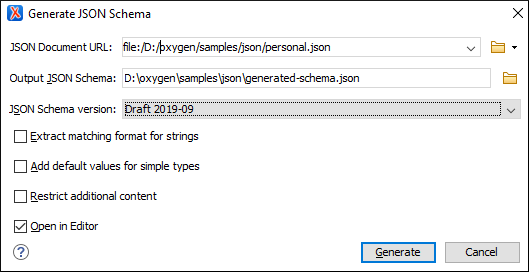 Generate JSON Schema
JSON Document URL: file:/D:/oxygen/samples/json/personal.json
Output JSON Schema: D:\oxygen\samples\json\generated-schema.json
JSON Schema version: Draft 2019-09
Extract matching format for strings
Add default values for simple types
Restrict additional content
Open in Editor
? Generate Cancel